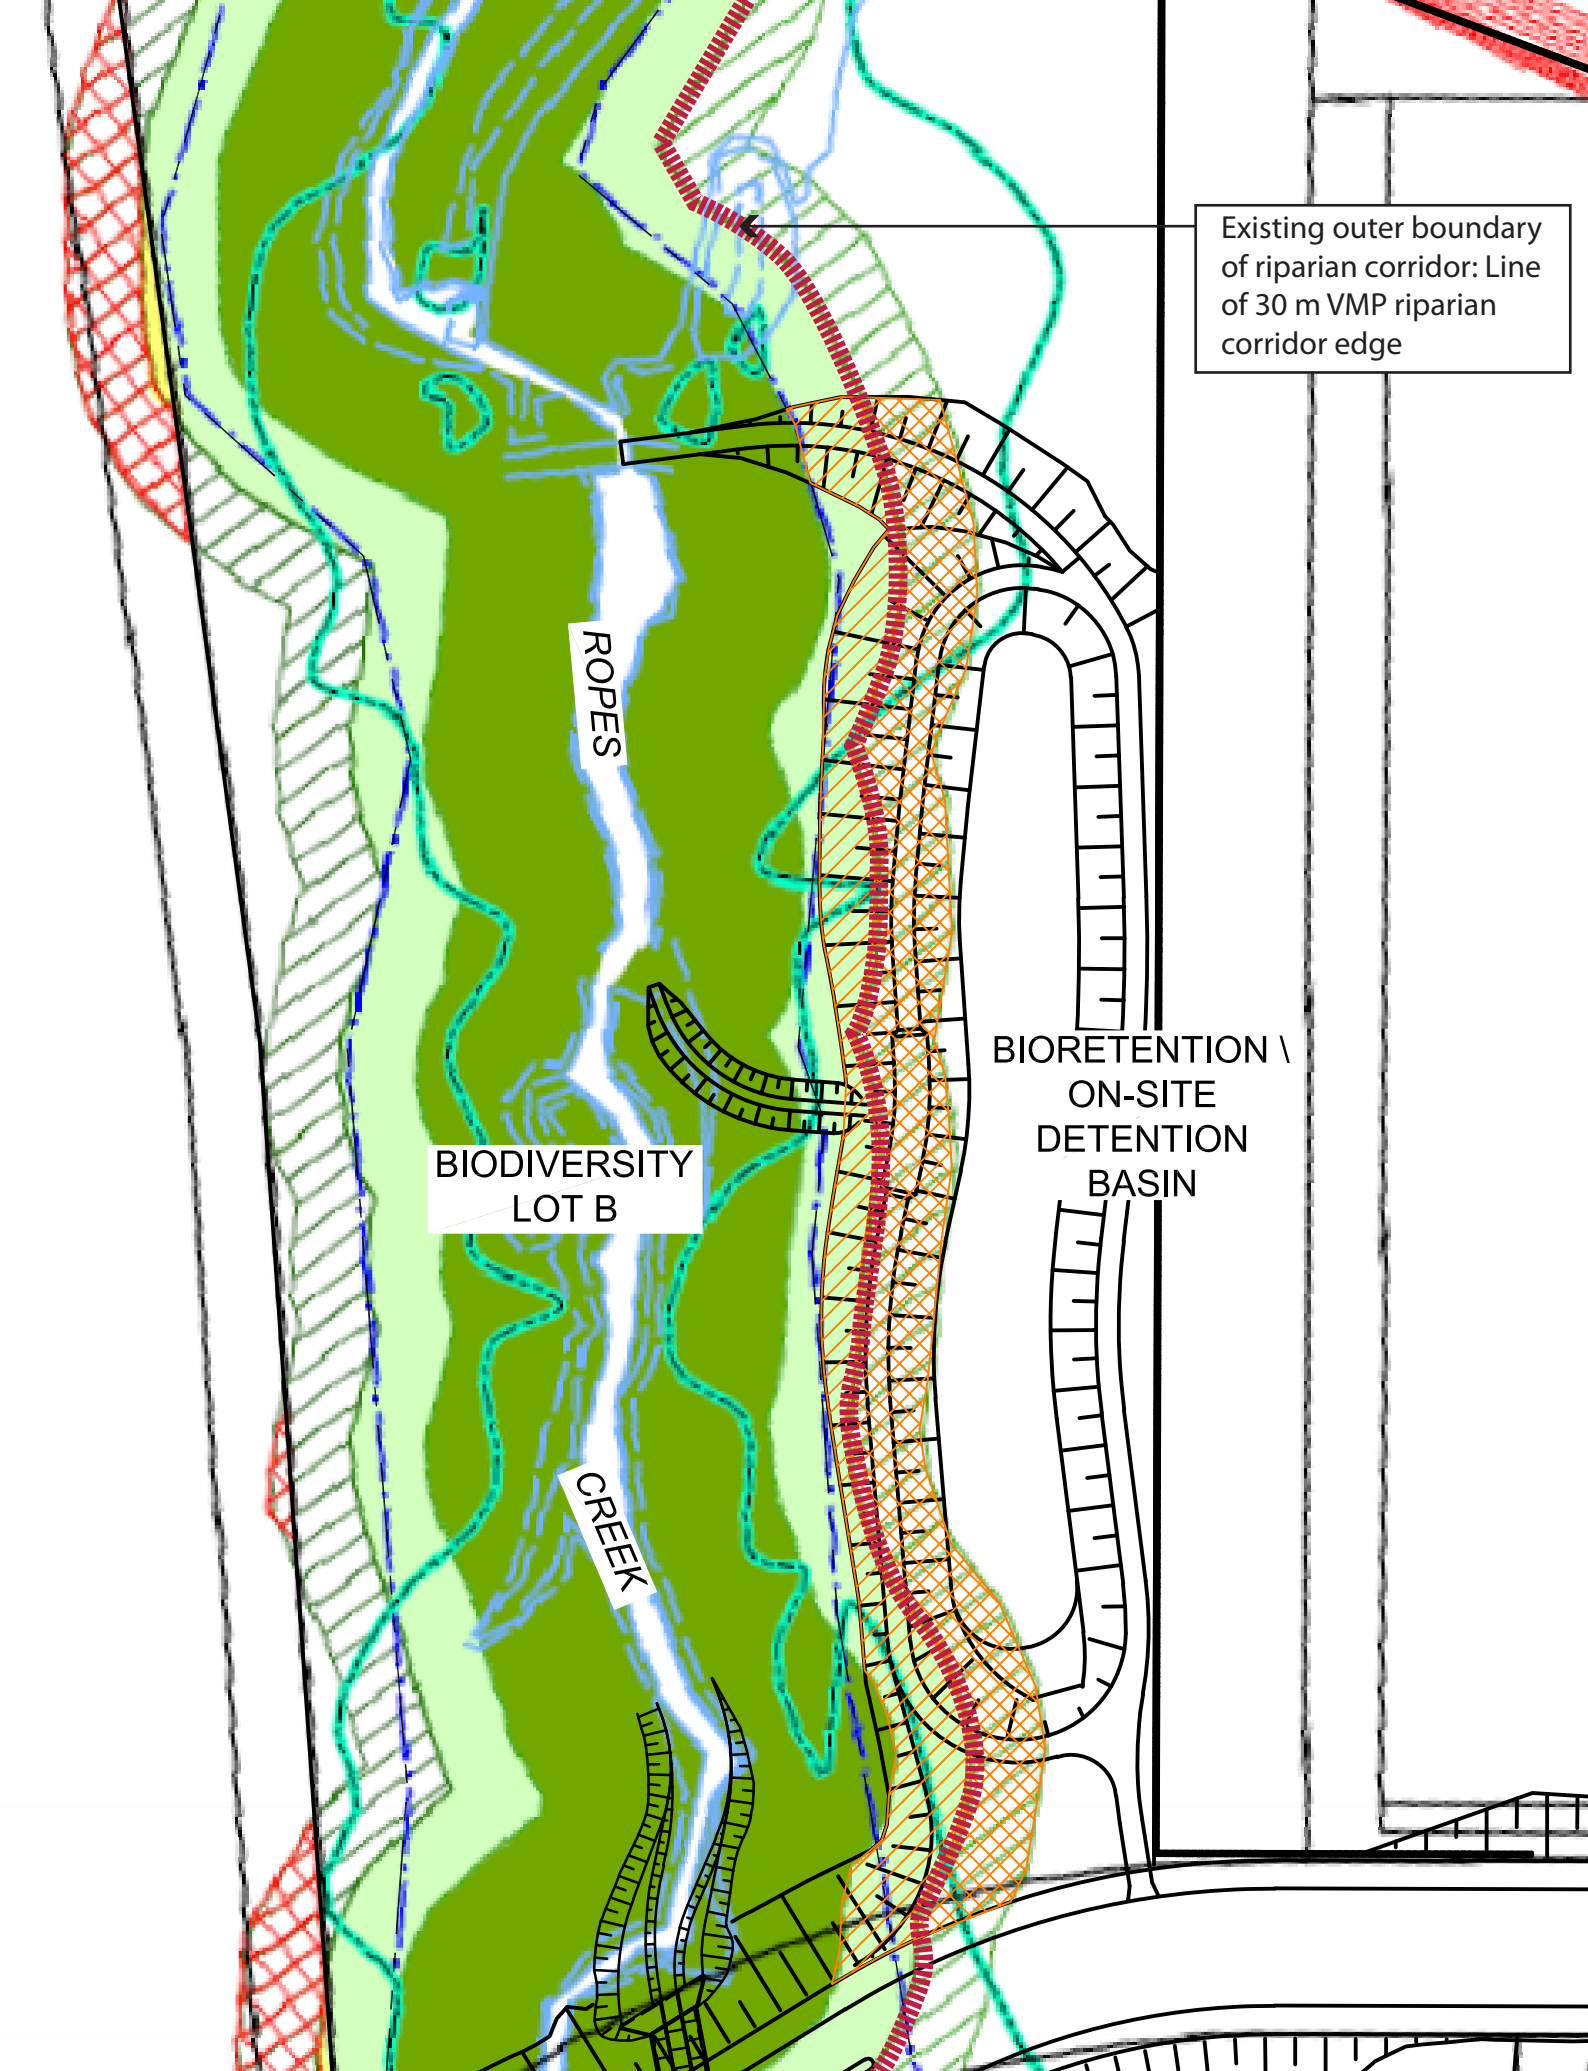 Existing outer boundary
of riparian corridor: Line
of 30 m VMP riparian
corridor edge
ROPES
BIORETENTION \
ON-SITE
DETENTION
BASIN
BIODIVERSITY
LOT B
CREEK